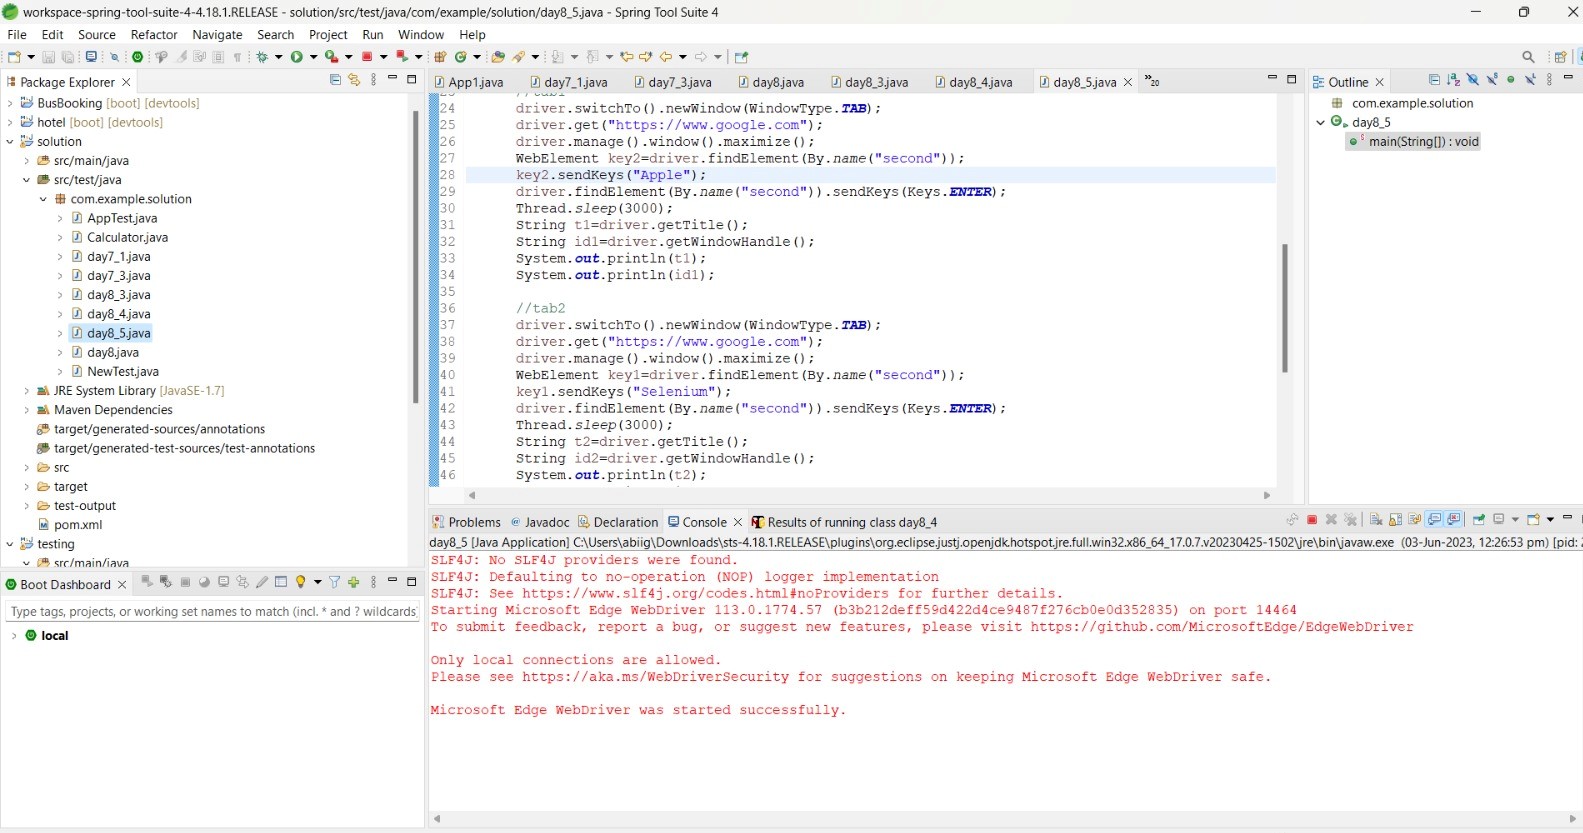 workspace-spring-tool-suite-4-4.18.1.RELEASE - solution/src/test/java/com/example/solution/day8_5.java - Spring Tool Suite 4
File Edit Source Refactor Navigate Search Project Run Window Help
Package Explorer
BusBooking [boot] [devtools]
hotel [boot] [devtools]
solution
src/main/java
src/test/java
com.example.solution
AppTest.java
Calculator.java
day7_1.java
day7_3.java
day8_3.java
day8_4.java
day8_5.java
day8.java
NewTest.java
JRE System Library [JavaSE-1.7]
Maven Dependencies
target/generated-sources/annotations
target/generated-test-sources/test-annotations
src
target
test-output
pom.xml
testing
src/main/java
Boot Dashboard
Type tags, projects, or working set names to match (incl. * and ? wildcards)
local
App1.java day7_1.java day7_3.java day8.java day8_3.java day8_4.java day8_5.java »20
23 //tab1
24 driver.switchTo().newWindow(WindowType.TAB);
25 driver.get("https://www.google.com");
26 driver.manage().window().maximize();
27 WebElement key2=driver.findElement(By.name("second"));
28 key2.sendKeys("Apple");
29 driver.findElement(By.name("second")).sendKeys(Keys.ENTER);
30 Thread.sleep(3000);
31 String t1=driver.getTitle();
32 String id1=driver.getWindowHandle();
33 System.out.println(t1);
34 System.out.println(id1);
35
36 //tab2
37 driver.switchTo().newWindow(WindowType.TAB);
38 driver.get("https://www.google.com");
39 driver.manage().window().maximize();
40 WebElement key1=driver.findElement(By.name("second"));
41 key1.sendKeys("Selenium");
42 driver.findElement(By.name("second")).sendKeys(Keys.ENTER);
43 Thread.sleep(3000);
44 String t2=driver.getTitle();
45 String id2=driver.getWindowHandle();
46 System.out.println(t2);
Outline
com.example.solution
day8_5
main(String[]) : void
Problems Javadoc Declaration Console Results of running class day8_4
day8_5 [Java Application] C:\Users\abiig\Downloads\sts-4.18.1.RELEASE\plugins\org.eclipse.justj.openjdk.hotspot.jre.full.win32.x86_64_17.0.7.v20230425-1502\jre\bin\javaw.exe (03-Jun-2023, 12:26:53 pm) [pid:
SLF4J: No SLF4J providers were found.
SLF4J: Defaulting to no-operation (NOP) logger implementation
SLF4J: See https://www.slf4j.org/codes.html#noProviders for further details.
Starting Microsoft Edge WebDriver 113.0.1774.57 (b3b212deff59d422d4ce9487f276cb0e0d352835) on port 14464
To submit feedback, report a bug, or suggest new features, please visit https://github.com/MicrosoftEdge/EdgeWebDriver
Only local connections are allowed.
Please see https://aka.ms/WebDriverSecurity for suggestions on keeping Microsoft Edge WebDriver safe.
Microsoft Edge WebDriver was started successfully.